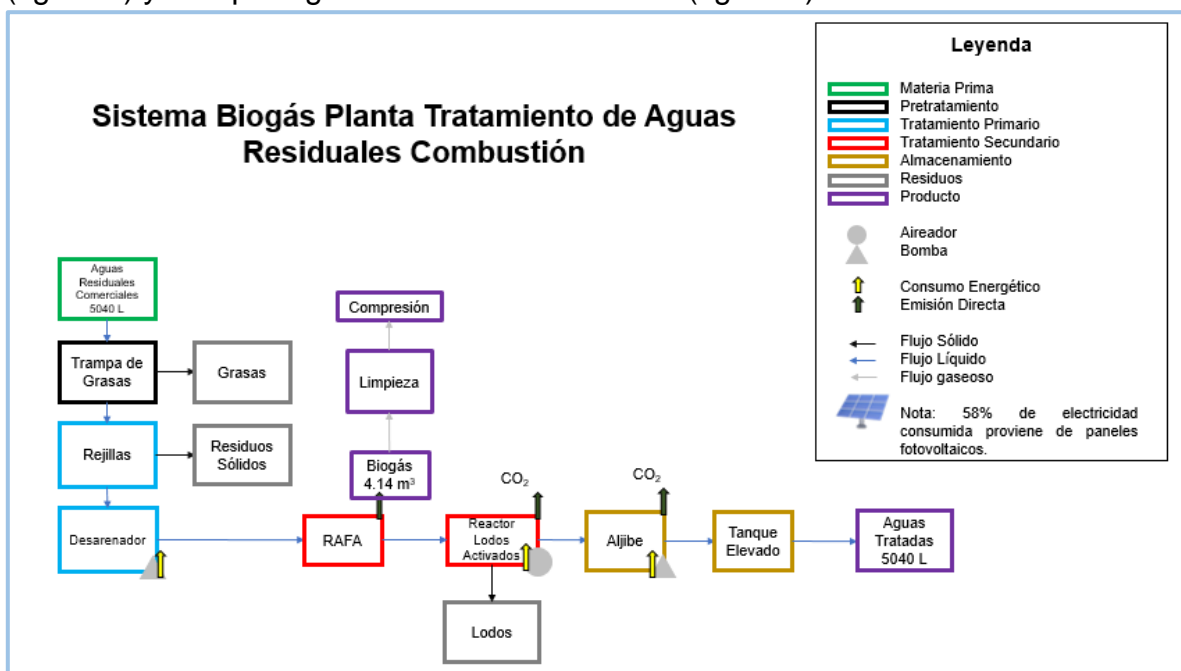 Sistema Biogás Planta Tratamiento de Aguas
Residuales Combustión
Leyenda
Materia Prima
Pretratamiento
Tratamiento Primario
Tratamiento Secundario
Almacenamiento
Residuos
Producto
Aireador
Bomba
Consumo Energético
Emisión Directa
Flujo Sólido
Flujo Líquido
Flujo gaseoso
Nota: 58% de electricidad
consumida proviene de paneles
fotovoltaicos.
Aguas
Residuales
Comerciales
5040 L
Trampa de
Grasas
Grasas
Rejillas
Residuos
Sólidos
Desarenador
Compresión
Limpieza
Biogás
4.14 m³
RAFA
CO₂
Reactor
Lodos
Activados
Lodos
CO₂
Aljibe
Tanque
Elevado
Aguas
Tratadas
5040 L